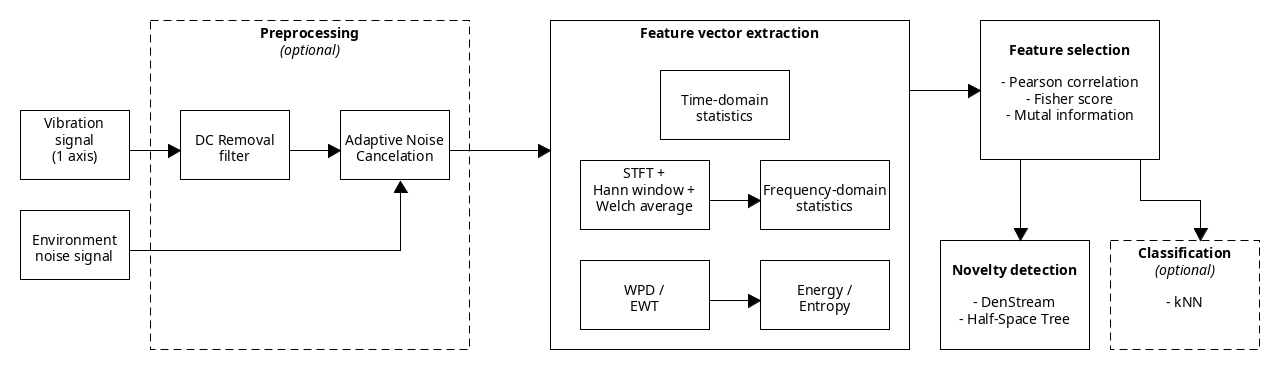 Preprocessing
(optional)
Vibration
signal
(1 axis)
DC Removal
filter
Adaptive Noise
Cancelation
Environment
noise signal
Feature vector extraction
Time-domain
statistics
STFT +
Hann window +
Welch average
Frequency-domain
statistics
WPD /
EWT
Energy /
Entropy
Feature selection
- Pearson correlation
- Fisher score
- Mutal information
Novelty detection
- DenStream
- Half-Space Tree
Classification
(optional)
- kNN